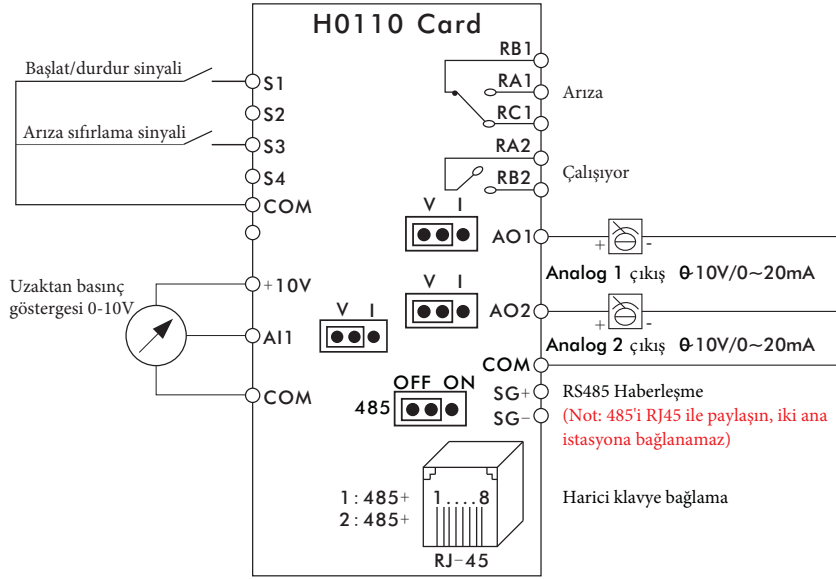 H0110 Card
Başlat/durdur sinyali
S1
S2
Arıza sıfırlama sinyali
S3
S4
COM
Uzaktan basınç
göstergesi 0-10V
+10V
AI1
COM
RB1
RA1
RC1
Arıza
RA2
RB2
Çalışıyor
V I
AO1
+ -
Analog 1 çıkış 0-10V/0~20mA
V I
AO2
+ -
Analog 2 çıkış 0-10V/0~20mA
V I
COM
OFF ON
485
SG+
SG-
RS485 Haberleşme
(Not: 485'i RJ45 ile paylaşın, iki ana
istasyona bağlanamaz)
1:485+
2:485+
1....8
RJ-45
Harici klavye bağlama